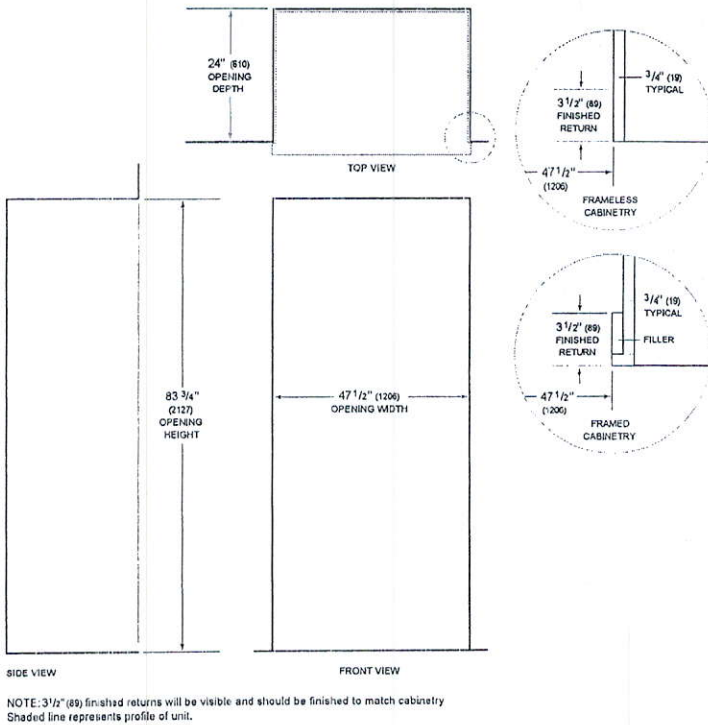 24" (610)
OPENING
DEPTH
TOP VIEW
3/4" (19)
TYPICAL
3 1/2" (89)
FINISHED
RETURN
47 1/2"
(1206)
FRAMELESS
CABINETRY
3/4" (19)
TYPICAL
3 1/2" (89)
FINISHED
RETURN
FILLER
47 1/2"
(1206)
FRAMED
CABINETRY
83 3/4"
(2127)
OPENING
HEIGHT
47 1/2" (1206)
OPENING WIDTH
SIDE VIEW
FRONT VIEW
NOTE: 3 1/2" (89) finished returns will be visible and should be finished to match cabinetry
Shaded line represents profile of unit.